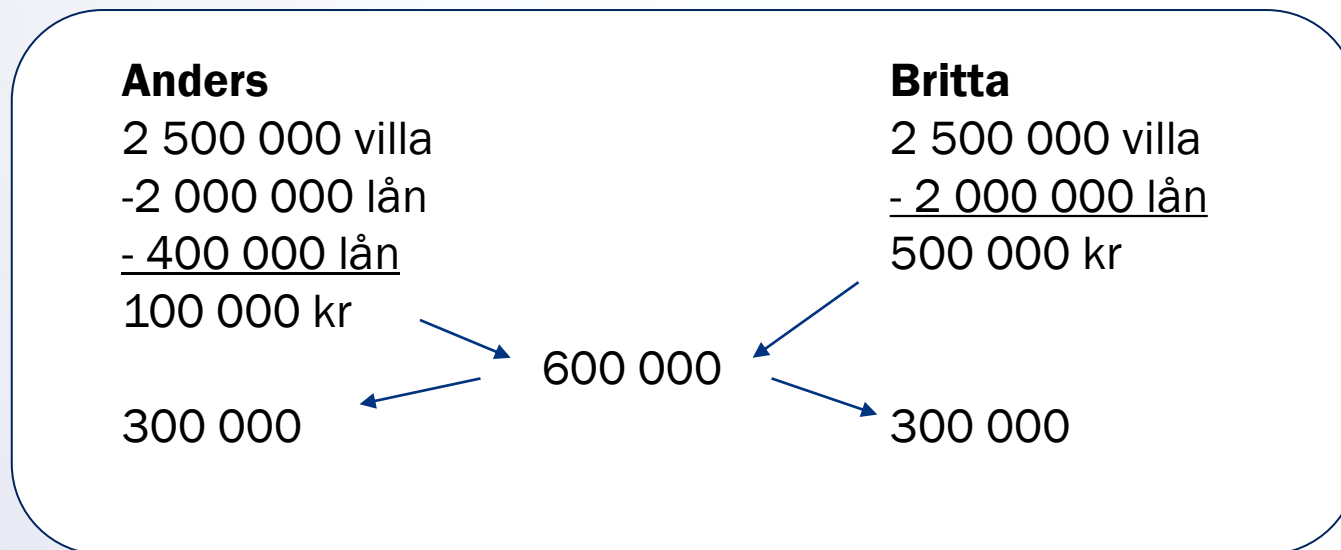 Anders
2 500 000 villa
-2 000 000 lån
- 400 000 lån
100 000 kr
Britta
2 500 000 villa
- 2 000 000 lån
500 000 kr
600 000
300 000
300 000